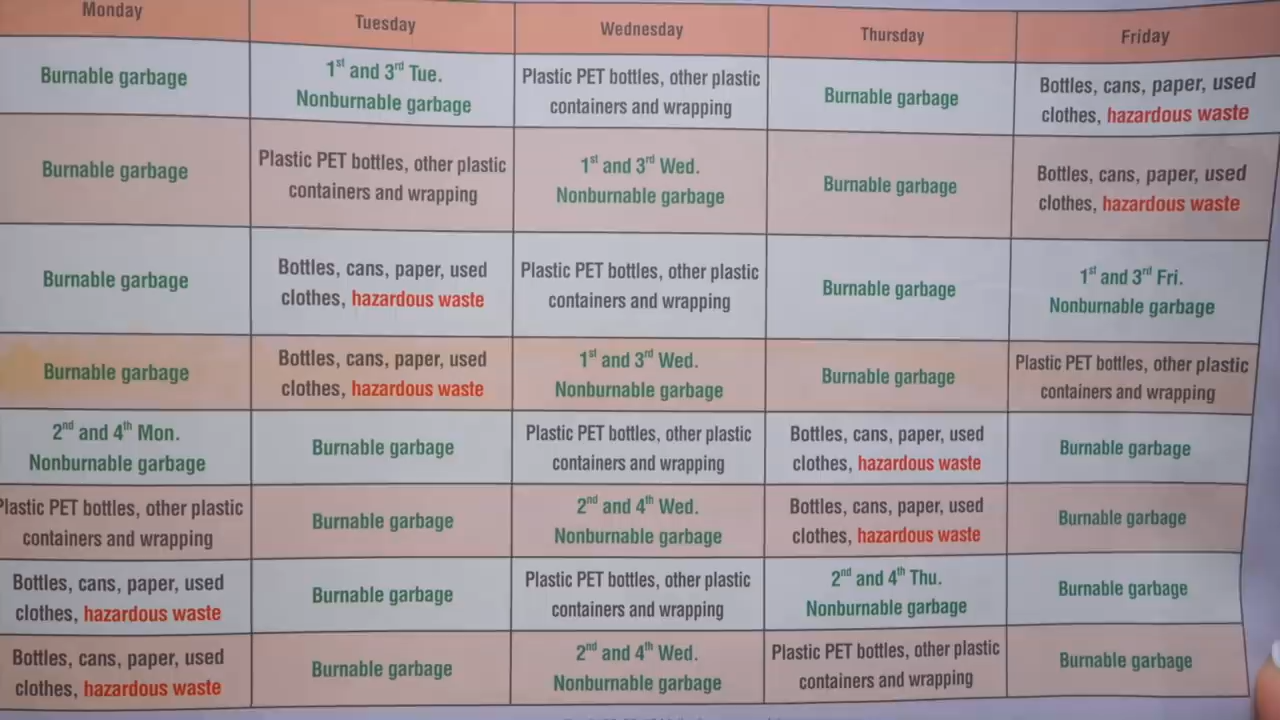 Monday
Tuesday
Wednesday
Thursday
Friday
Burnable garbage
1st and 3rd Tue.
Nonburnable garbage
Plastic PET bottles, other plastic
containers and wrapping
Burnable garbage
Bottles, cans, paper, used
clothes, hazardous waste
Burnable garbage
Plastic PET bottles, other plastic
containers and wrapping
1st and 3rd Wed.
Nonburnable garbage
Burnable garbage
Bottles, cans, paper, used
clothes, hazardous waste
Burnable garbage
Bottles, cans, paper, used
clothes, hazardous waste
Plastic PET bottles, other plastic
containers and wrapping
Burnable garbage
1st and 3rd Fri.
Nonburnable garbage
Burnable garbage
Bottles, cans, paper, used
clothes, hazardous waste
1st and 3rd Wed.
Nonburnable garbage
Burnable garbage
Plastic PET bottles, other plastic
containers and wrapping
2nd and 4th Mon.
Nonburnable garbage
Burnable garbage
Plastic PET bottles, other plastic
containers and wrapping
Bottles, cans, paper, used
clothes, hazardous waste
Burnable garbage
Plastic PET bottles, other plastic
containers and wrapping
Burnable garbage
2nd and 4th Wed.
Nonburnable garbage
Bottles, cans, paper, used
clothes, hazardous waste
Burnable garbage
Bottles, cans, paper, used
clothes, hazardous waste
Burnable garbage
Plastic PET bottles, other plastic
containers and wrapping
2nd and 4th Thu.
Nonburnable garbage
Burnable garbage
Bottles, cans, paper, used
clothes, hazardous waste
Burnable garbage
2nd and 4th Wed.
Nonburnable garbage
Plastic PET bottles, other plastic
containers and wrapping
Burnable garbage